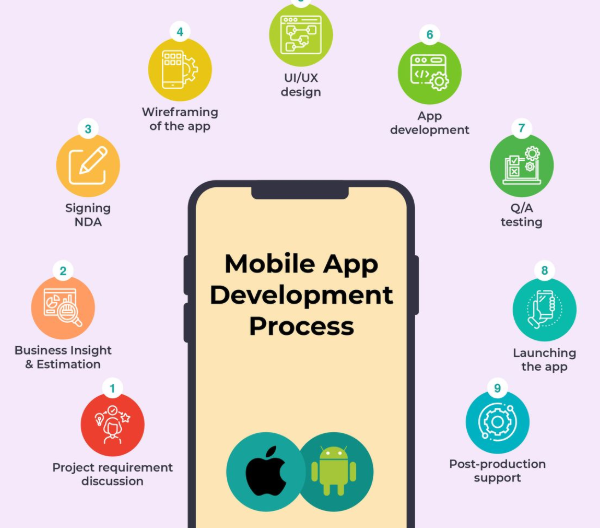 Mobile App
Development
Process
1
Project requirement
discussion
2
Business Insight
& Estimation
3
Signing
NDA
4
Wireframing
of the app
UI/UX
design
6
App
development
7
Q/A
testing
8
Launching
the app
9
Post-production
support